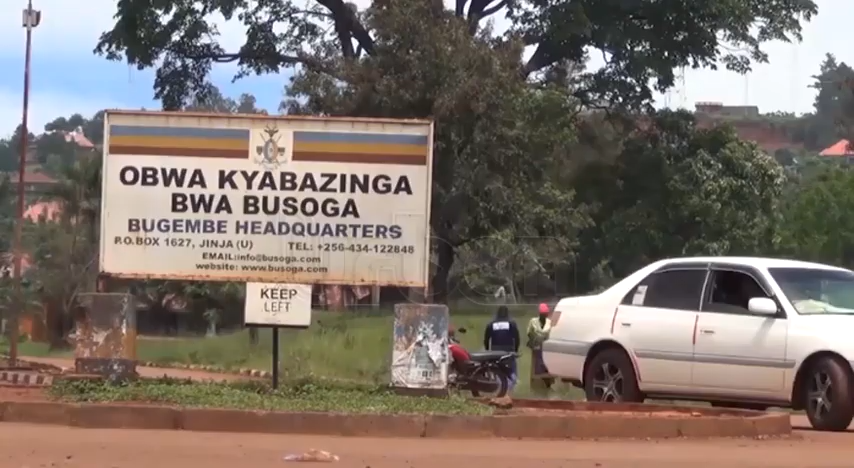 OBWA KYABAZINGA
BWA BUSOGA
BUGEMBE HEADQUARTERS
P.O.BOX 1627, JINJA (U) TEL: +256-434-122848
EMAIL:info@busoga.com
website: www.busoga.com
KEEP
LEFT